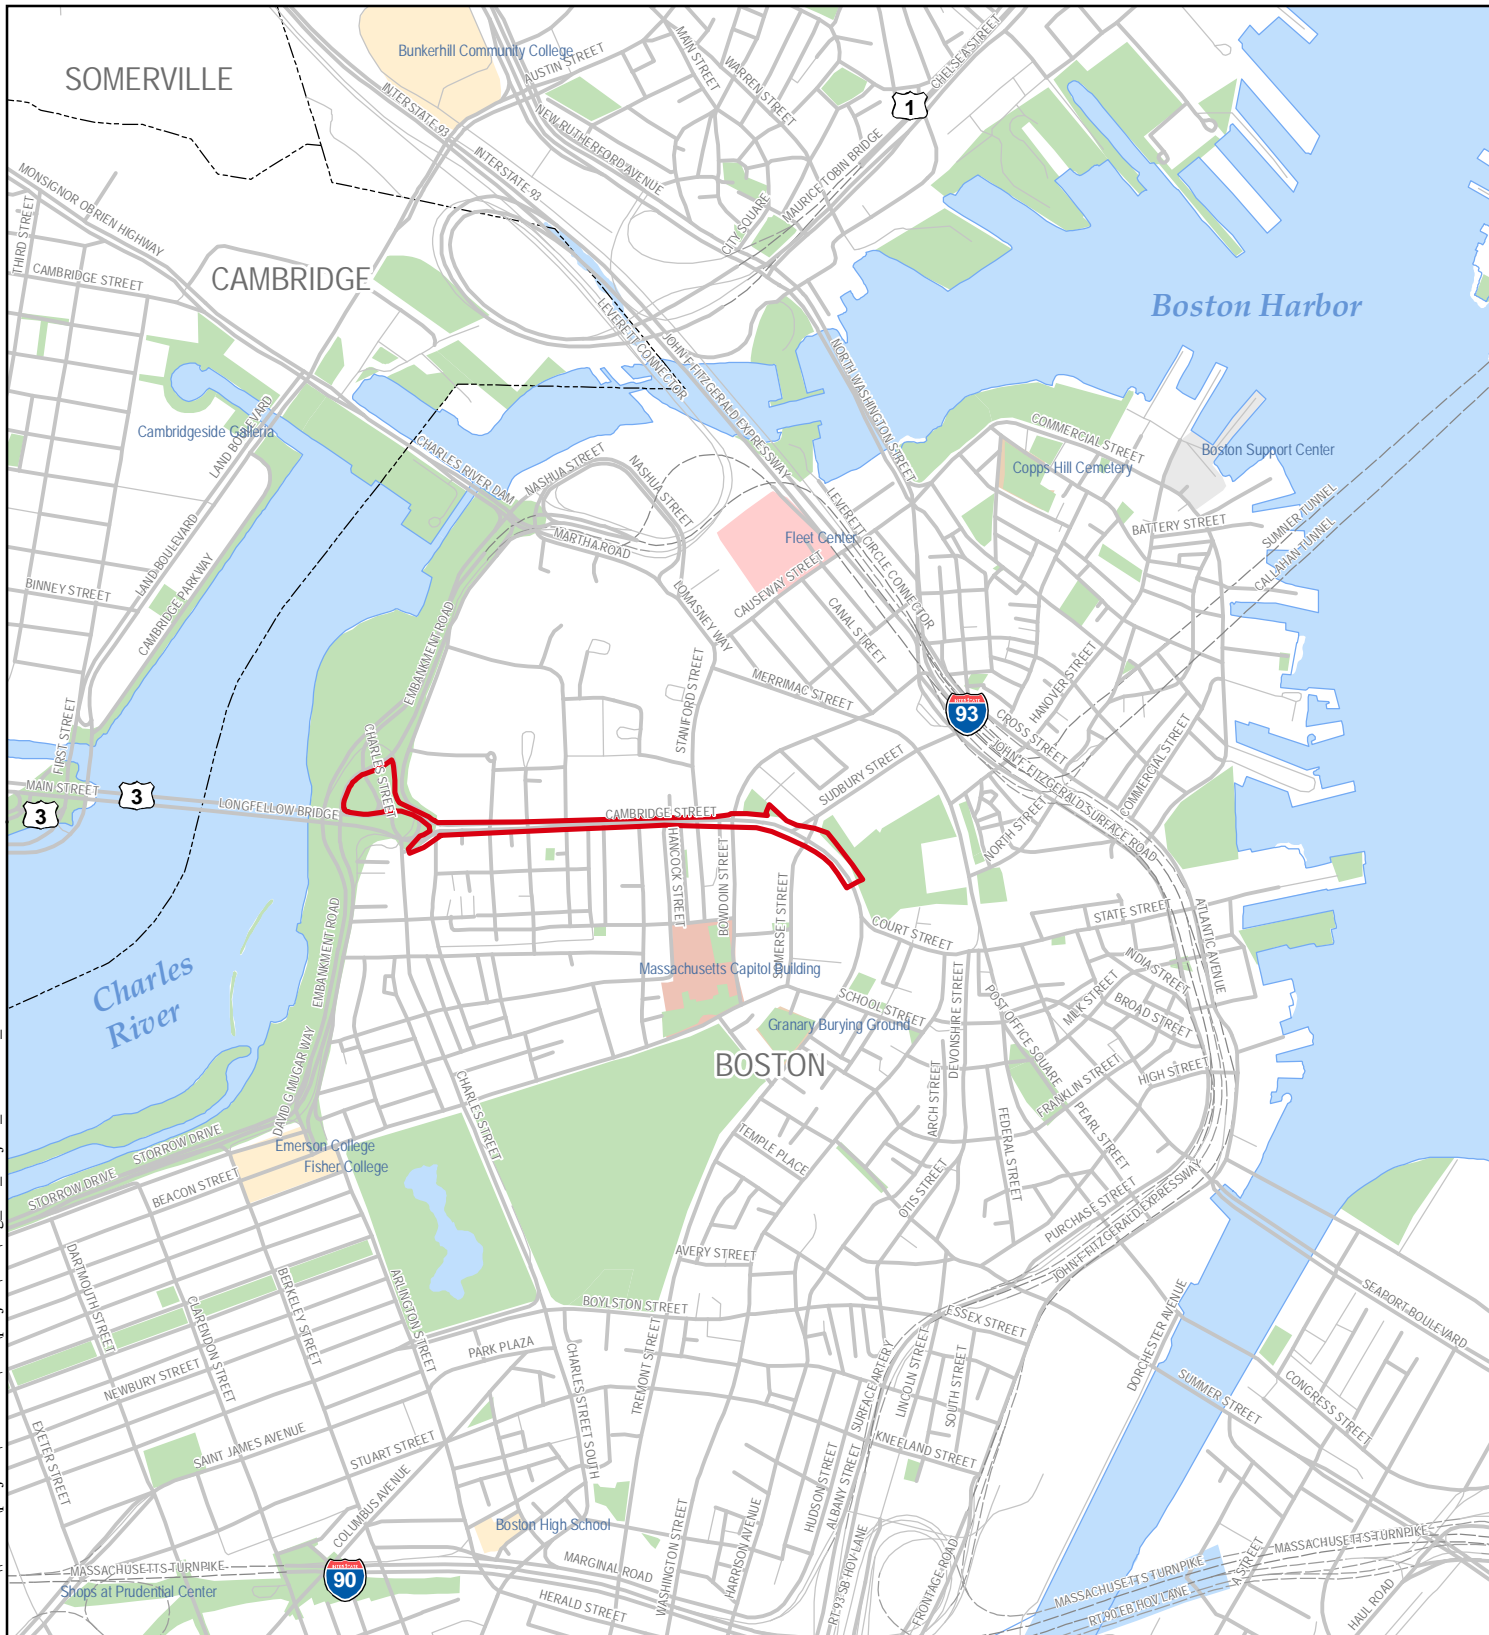 Bunkerhill Community College
SOMERVILLE
AUSTIN STREET
MAIN STREET
WARREN STREET
CHELSEA STREET
1
INTERSTATE-93
INTERSTATE-93
NEW RUTHERFORD AVENUE
MAURICE TOBIN BRIDGE
CITY SQUARE
MONSIGNOR OBRIEN HIGHWAY
THIRD STREET
CAMBRIDGE STREET
CAMBRIDGE
Boston Harbor
LEVERETT CONNECTOR
JOHN F FITZGERALD EXPRESSWAY
NORTH WASHINGTON STREET
Cambridgeside Galleria
LAND BOULEVARD
CHARLES RIVER DAM
NASHUA STREET
NASHUA STREET
COMMERCIAL STREET
Copps Hill Cemetery
Boston Support Center
BATTERY STREET
SUMNER TUNNEL
CALLAHAN TUNNEL
MARTHA ROAD
Fleet Center
LEVERETT CIRCLE CONNECTOR
CAUSEWAY STREET
CANAL STREET
LOMASNEY WAY
LAND BOULEVARD
CAMBRIDGE PARKWAY
BINNEY STREET
EMBANKMENT ROAD
STANIFORD STREET
MERRIMAC STREET
HANOVER STREET
93
CROSS STREET
FIRST STREET
MAIN STREET
3
3
LONGFELLOW BRIDGE
CHARLES STREET
CAMBRIDGE STREET
SUDBURY STREET
JOHN F FITZGERALD SURFACE ROAD
COMMERCIAL STREET
NORTH STREET
HANCOCK STREET
BOWDOIN STREET
SOMERSET STREET
COURT STREET
STATE STREET
ATLANTIC AVENUE
EMBANKMENT ROAD
Massachusetts Capitol Building
INDIA STREET
MILK STREET
BROAD STREET
Charles
River
SCHOOL STREET
Granary Burying Ground
DEVONSHIRE STREET
POST OFFICE SQUARE
BOSTON
DAVID G MUGAR WAY
CHARLES STREET
ARCH STREET
FRANKLIN STREET
HIGH STREET
FEDERAL STREET
PEARL STREET
STORROW DRIVE
STORROW DRIVE
Emerson College
Fisher College
BEACON STREET
TEMPLE PLACE
OTIS STREET
PURCHASE STREET
JOHN F FITZGERALD EXPRESSWAY
AVERY STREET
DARTMOUTH STREET
CLARENDON STREET
BERKELEY STREET
ARLINGTON STREET
BOYLSTON STREET
ESSEX STREET
DORCHESTER AVENUE
SEAPORT BOULEVARD
NEWBURY STREET
PARK PLAZA
CHARLES STREET SOUTH
TREMONT STREET
SURFACE ARTERY
LINCOLN STREET
SOUTH STREET
SUMMER STREET
CONGRESS STREET
EXETER STREET
SAINT JAMES AVENUE
STUART STREET
COLUMBUS AVENUE
KNEELAND STREET
HUDSON STREET
ALBANY STREET
Boston High School
WASHINGTON STREET
HARRISON AVENUE
MASSACHUSETTS TURNPIKE
Shops at Prudential Center
90
MARGINAL ROAD
HERALD STREET
RT-93 SB HOV LANE
FRONTAGE ROAD
MASSACHUSETTS TURNPIKE
RT 90 EB HOV LANE
A STREET
MASSACHUSETTS TURNPIKE
HAUL ROAD